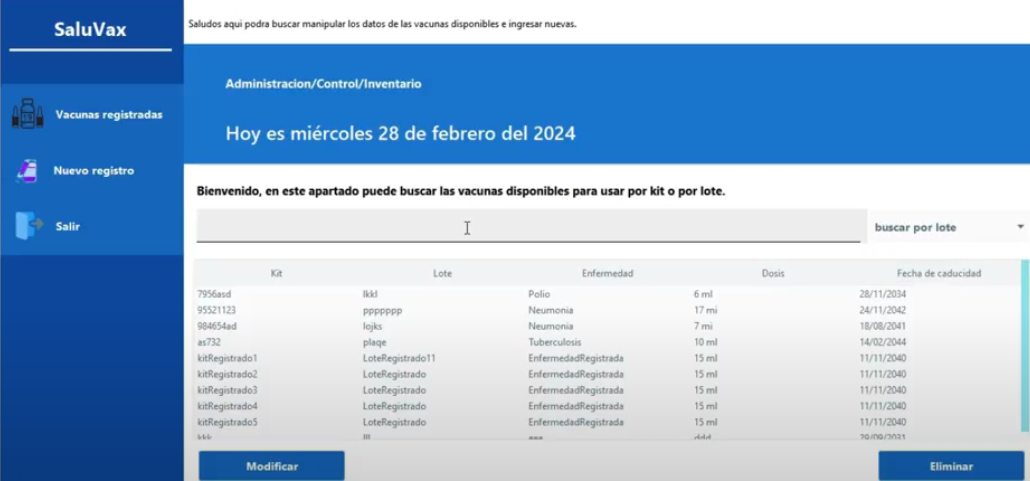 SaluVax
Saludos aqui podra buscar manipular los datos de las vacunas disponibles e ingresar nuevas.
Administracion/Control/Inventario
Vacunas registradas
Hoy es miércoles 28 de febrero del 2024
Nuevo registro
Bienvenido, en este apartado puede buscar las vacunas disponibles para usar por kit o por lote.
Salir
buscar por lote
Kit Lote Enfermedad Dosis Fecha de caducidad
7956asd lkkl Polio 6 ml 28/11/2034
95521123 ppppppp Neumonia 17 mi 24/11/2042
984654ad lojks Neumonia 7 mi 18/08/2041
as732 plaqe Tuberculosis 10 ml 14/02/2044
kitRegistrado1 LoteRegistrado11 EnfermedadRegistrada 15 ml 11/11/2040
kitRegistrado2 LoteRegistrado EnfermedadRegistrada 15 ml 11/11/2040
kitRegistrado3 LoteRegistrado EnfermedadRegistrada 15 ml 11/11/2040
kitRegistrado4 LoteRegistrado EnfermedadRegistrada 15 ml 11/11/2040
kitRegistrado5 LoteRegistrado EnfermedadRegistrada 15 ml 11/11/2040
kkk lll eee ddd 29/09/2031
Modificar Eliminar